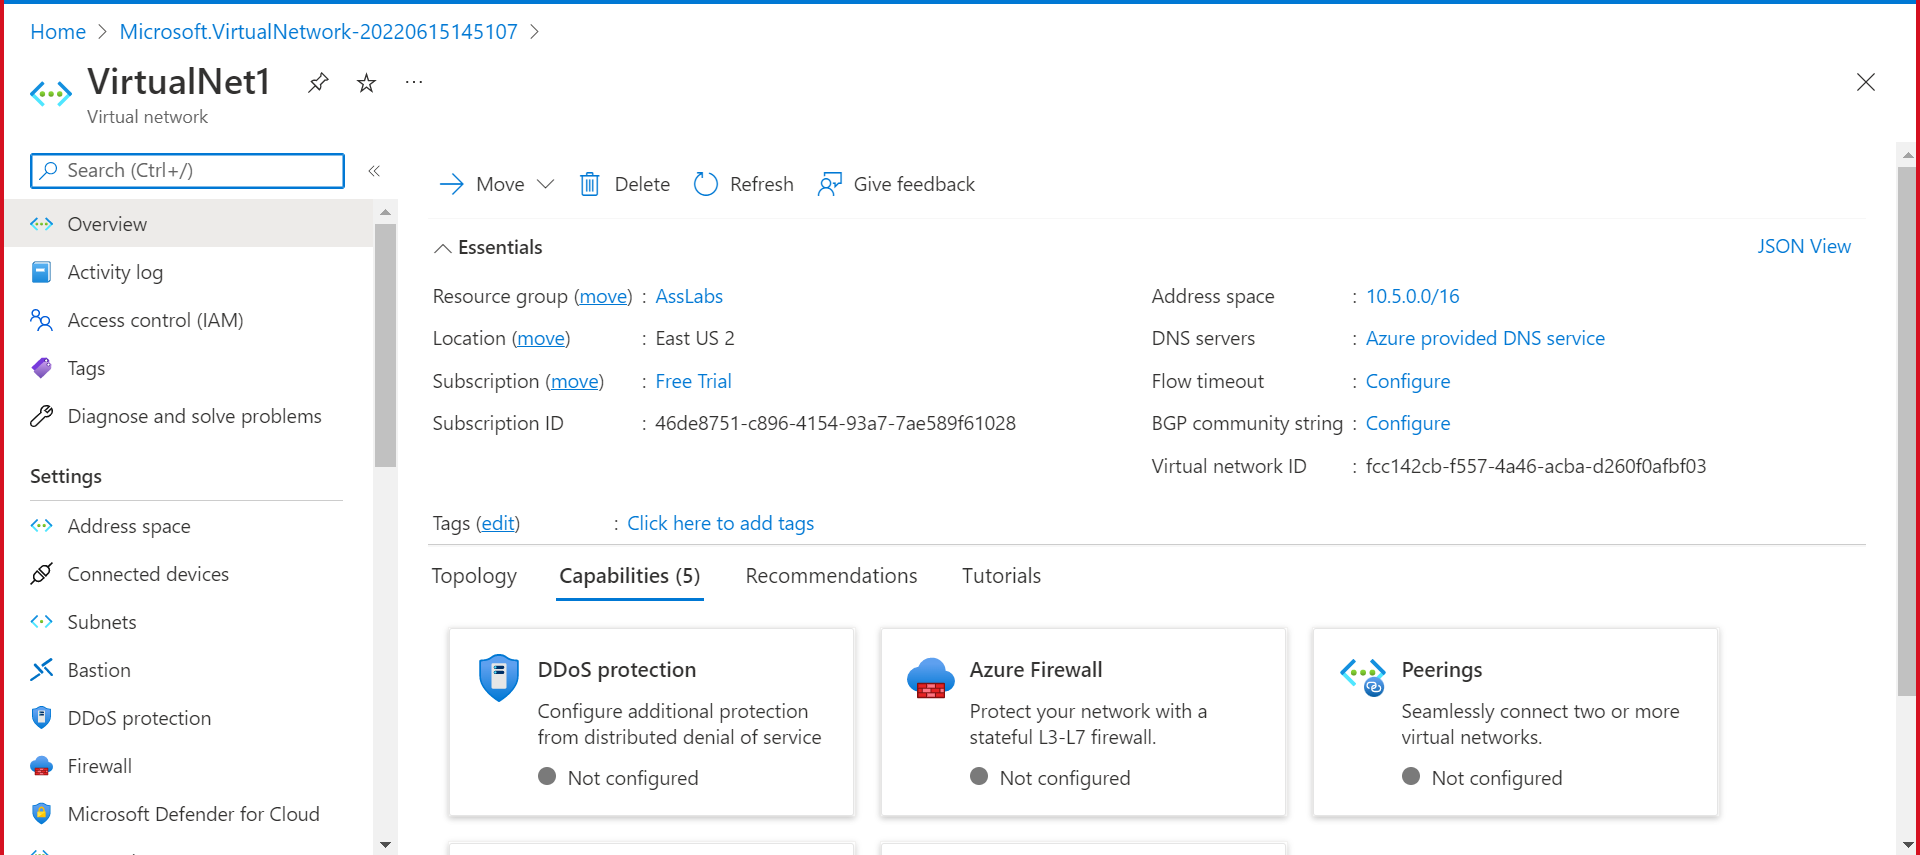 Home > Microsoft.VirtualNetwork-20220615145107 >
VirtualNet1 ...
Virtual network
Search (Ctrl+/) «
Overview
Activity log
Access control (IAM)
Tags
Diagnose and solve problems
Settings
Address space
Connected devices
Subnets
Bastion
DDoS protection
Firewall
Microsoft Defender for Cloud
Move Delete Refresh Give feedback
Essentials JSON View
Resource group (move) : AssLabs
Location (move) : East US 2
Subscription (move) : Free Trial
Subscription ID : 46de8751-c896-4154-93a7-7ae589f61028
Address space : 10.5.0.0/16
DNS servers : Azure provided DNS service
Flow timeout : Configure
BGP community string : Configure
Virtual network ID : fcc142cb-f557-4a46-acba-d260f0afbf03
Tags (edit) : Click here to add tags
Topology Capabilities (5) Recommendations Tutorials
DDoS protection
Configure additional protection
from distributed denial of service
Not configured
Azure Firewall
Protect your network with a
stateful L3-L7 firewall.
Not configured
Peerings
Seamlessly connect two or more
virtual networks.
Not configured